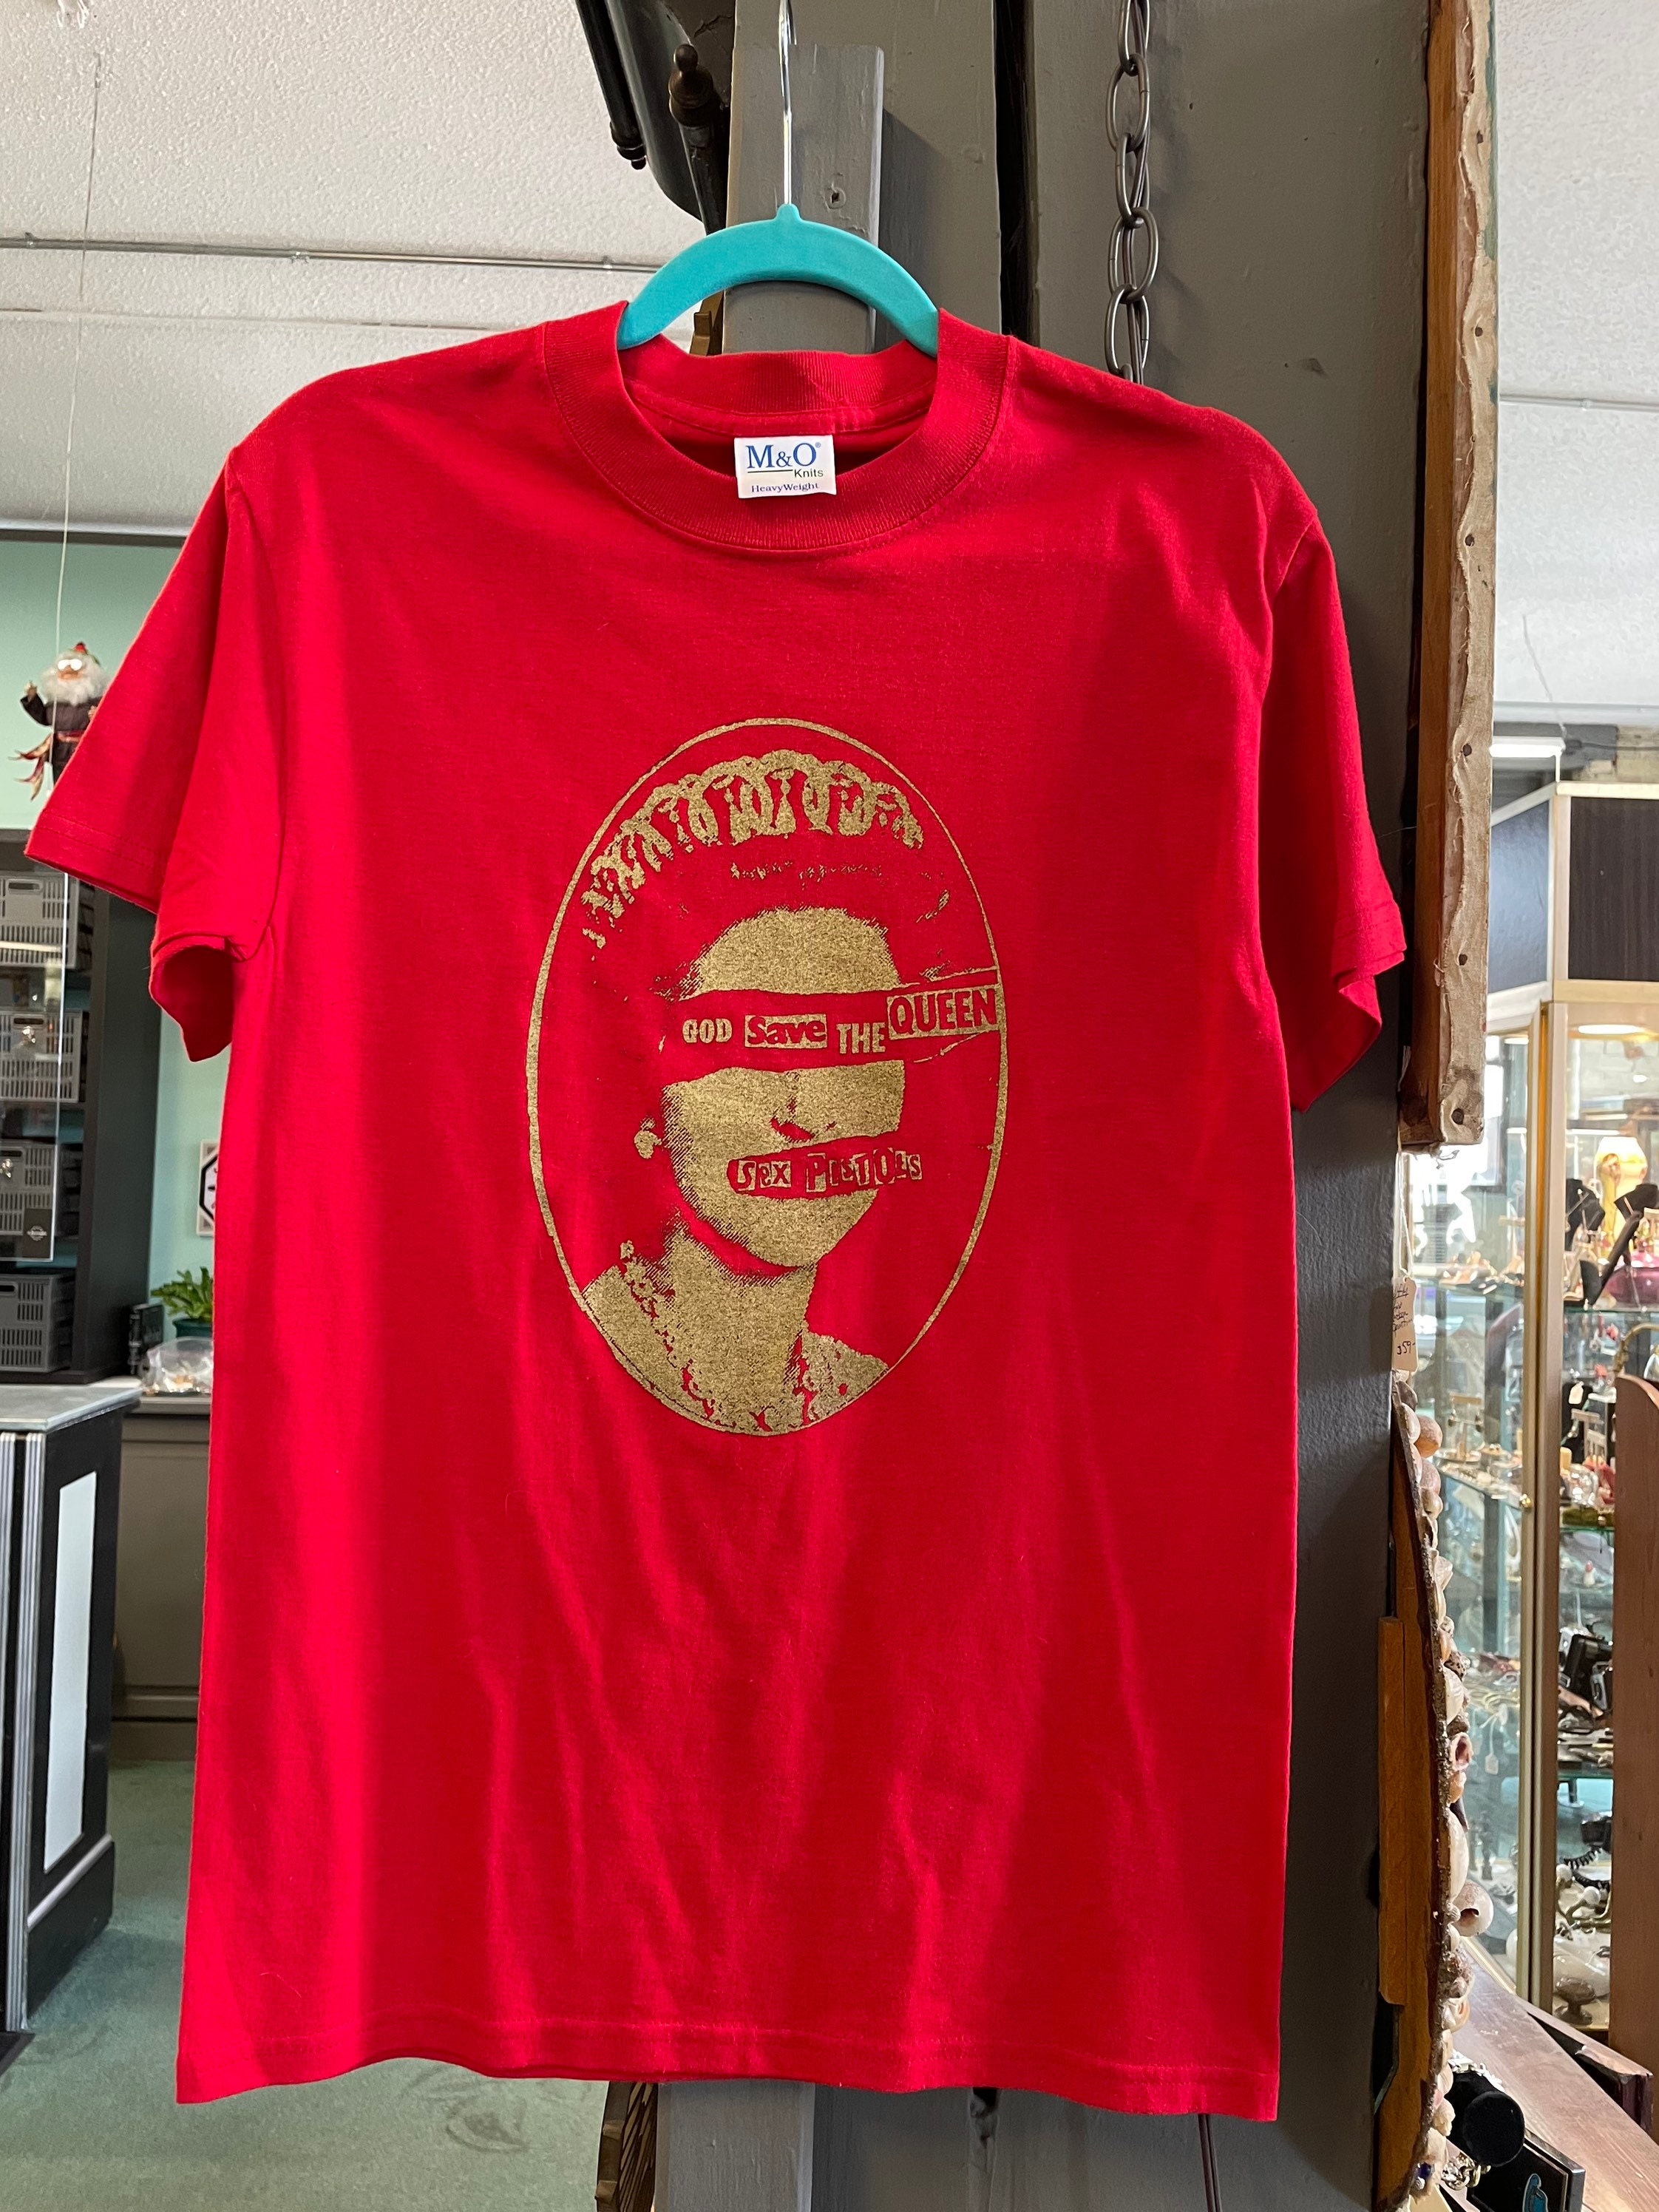 M&O®
Knits
HeavyWeight
GOD Save THE QUEEN
Sex PISTOLS